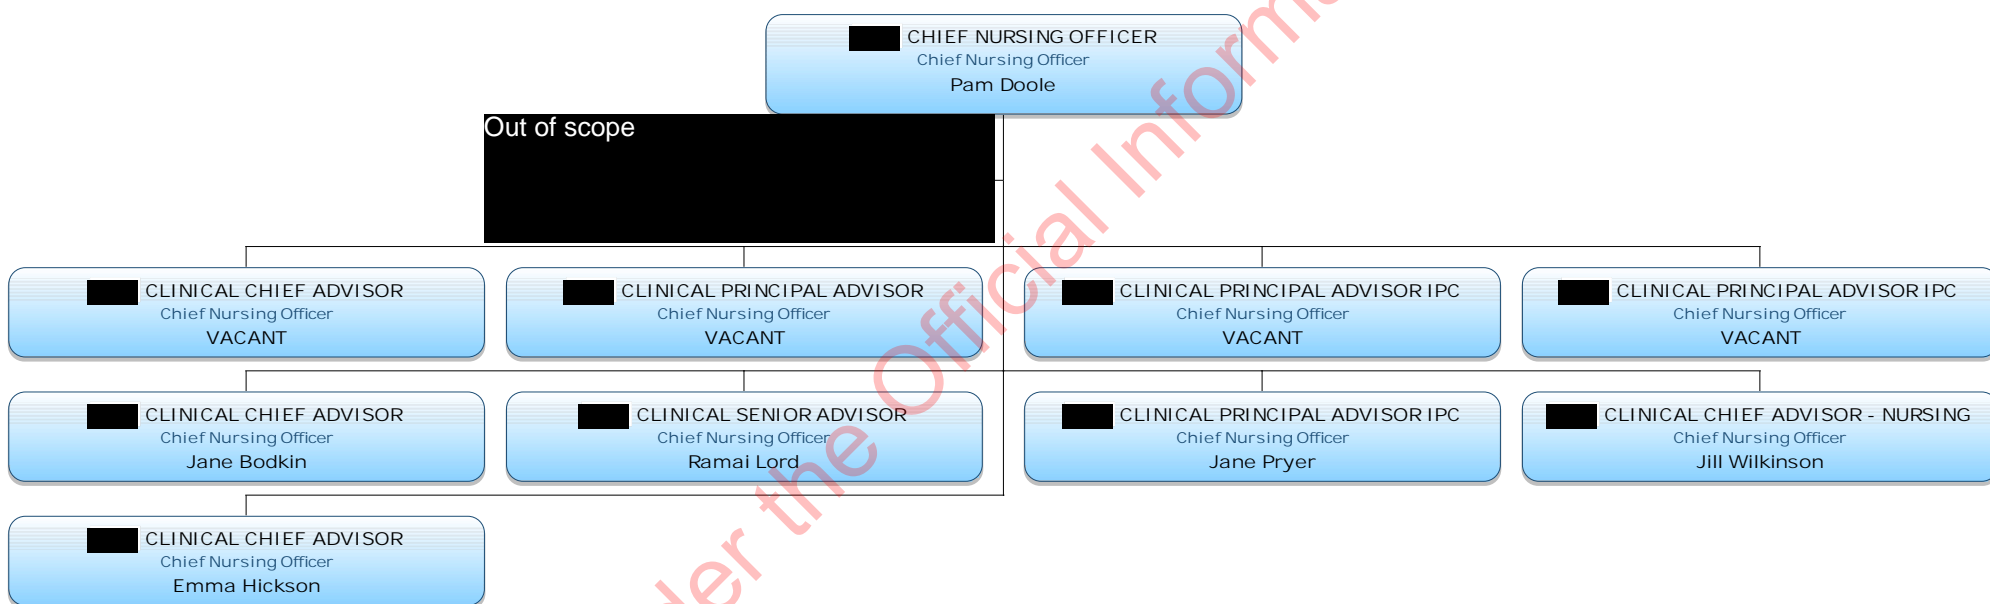 CHIEF NURSING OFFICER
Chief Nursing Officer
Pam Doole
Out of scope
CLINICAL CHIEF ADVISOR
Chief Nursing Officer
VACANT
CLINICAL PRINCIPAL ADVISOR
Chief Nursing Officer
VACANT
CLINICAL PRINCIPAL ADVISOR IPC
Chief Nursing Officer
VACANT
CLINICAL PRINCIPAL ADVISOR IPC
Chief Nursing Officer
VACANT
CLINICAL CHIEF ADVISOR
Chief Nursing Officer
Jane Bodkin
CLINICAL SENIOR ADVISOR
Chief Nursing Officer
Ramai Lord
CLINICAL PRINCIPAL ADVISOR IPC
Chief Nursing Officer
Jane Pryer
CLINICAL CHIEF ADVISOR - NURSING
Chief Nursing Officer
Jill Wilkinson
CLINICAL CHIEF ADVISOR
Chief Nursing Officer
Emma Hickson
the Official